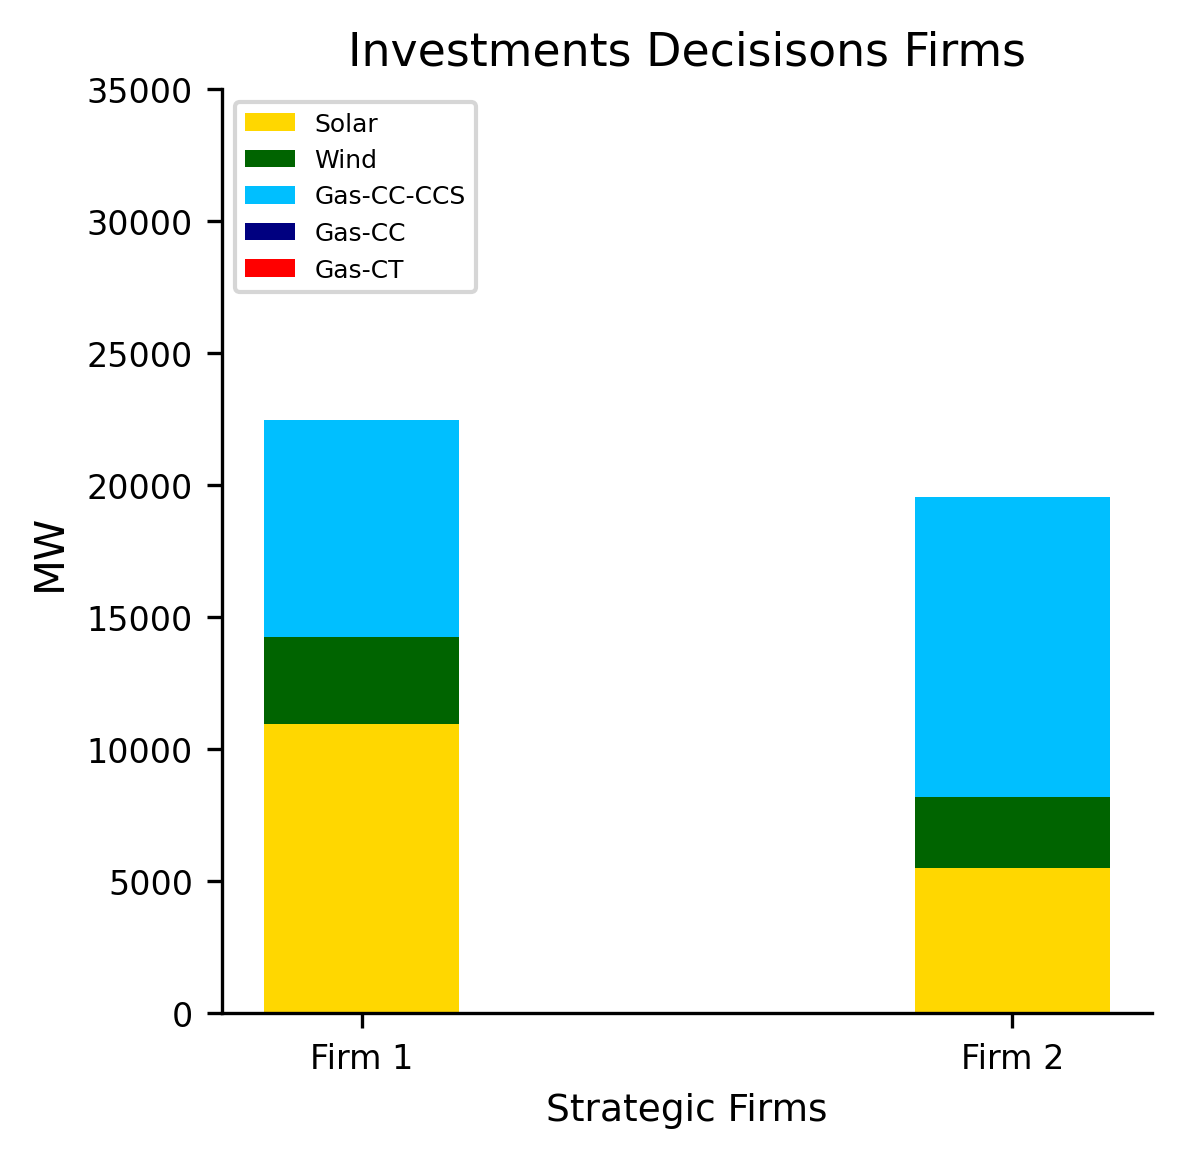 Investments Decisisons Firms
35000
30000
25000
20000
15000
10000
5000
0
MW
Solar
Wind
Gas-CC-CCS
Gas-CC
Gas-CT
Firm 1
Firm 2
Strategic Firms